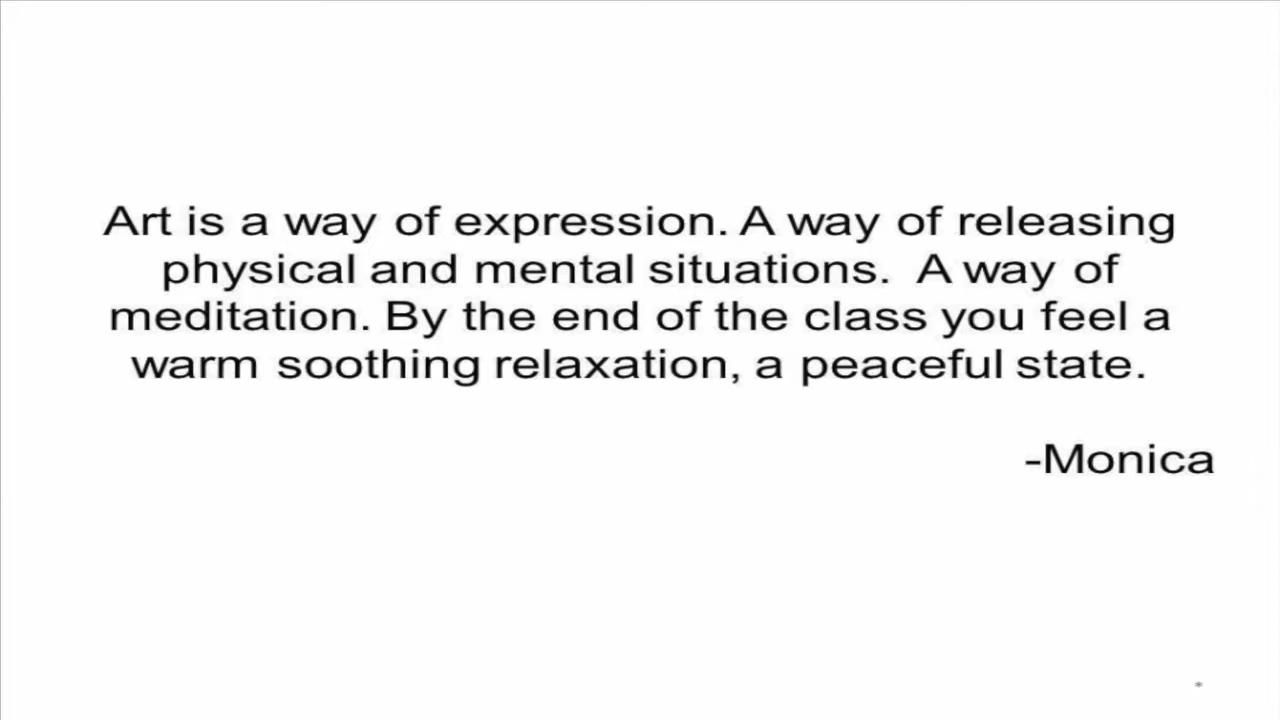 Art is a way of expression. A way of releasing
physical and mental situations.  A way of
meditation. By the end of the class you feel a
warm soothing relaxation, a peaceful state.
-Monica
*